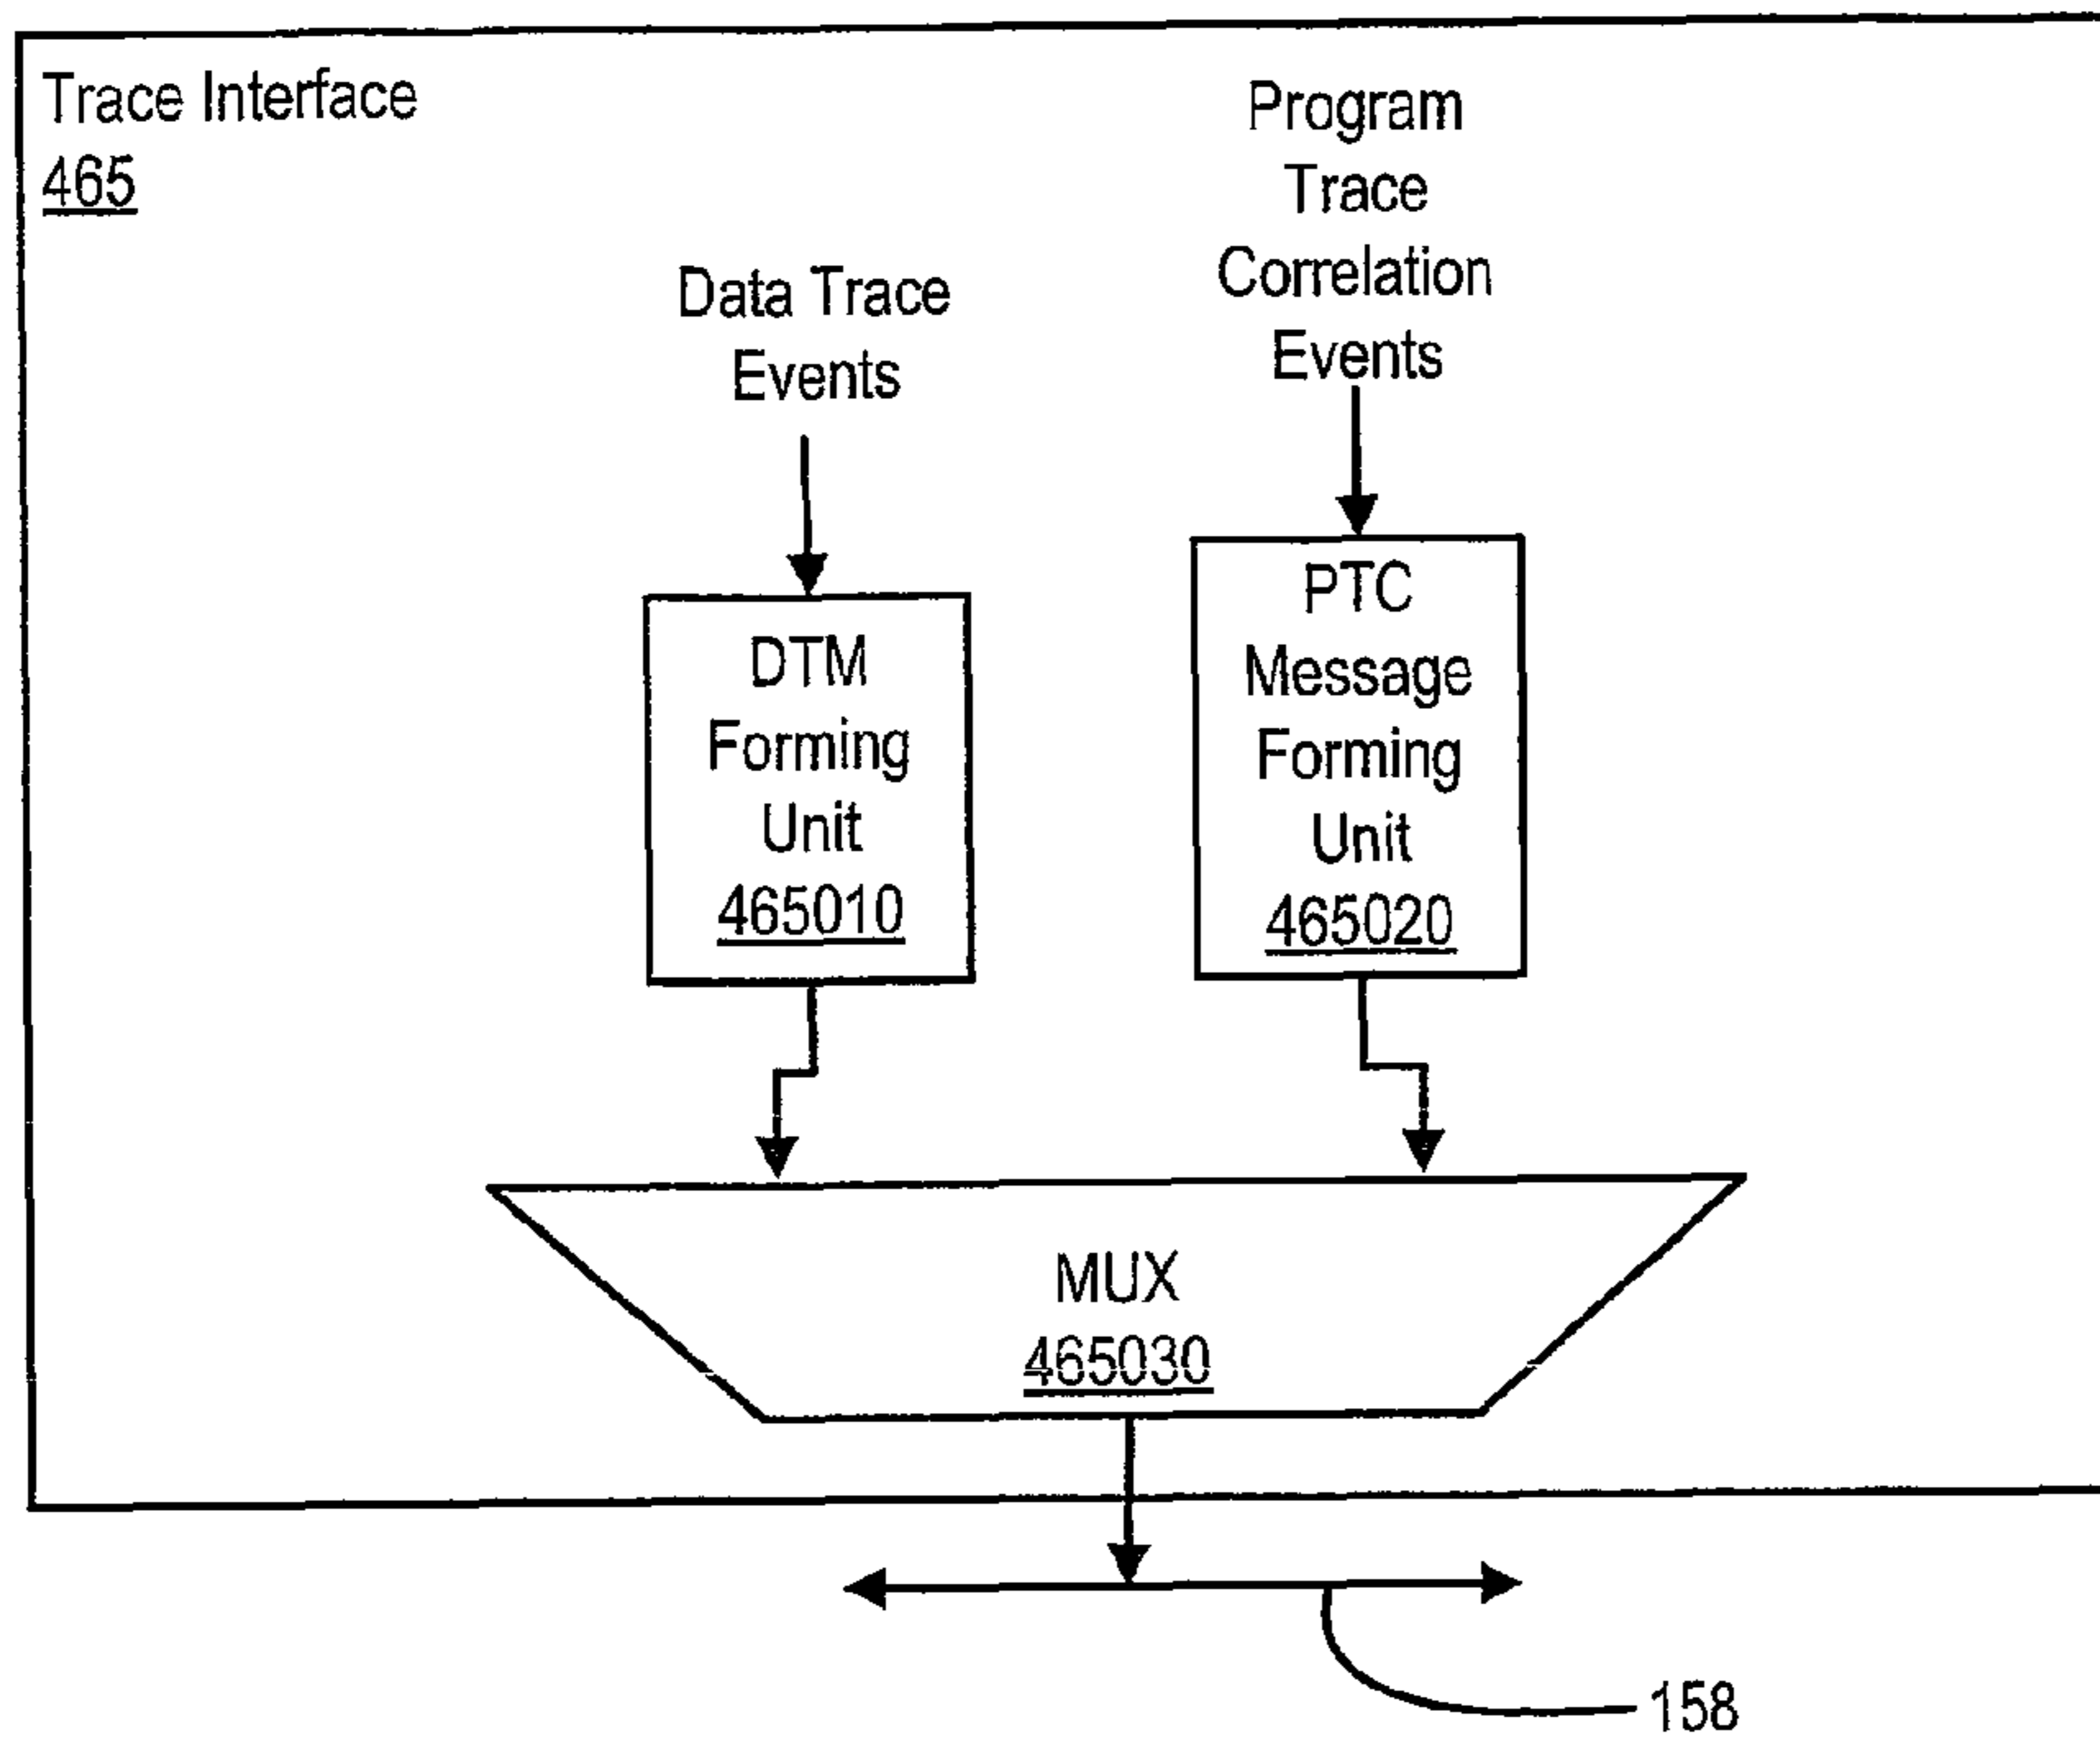 Trace Interface
465
Program
Trace
Correlation
Events
Data Trace
Events
DTM
Forming
Unit
465010
PTC
Message
Forming
Unit
465020
MUX
465030
158